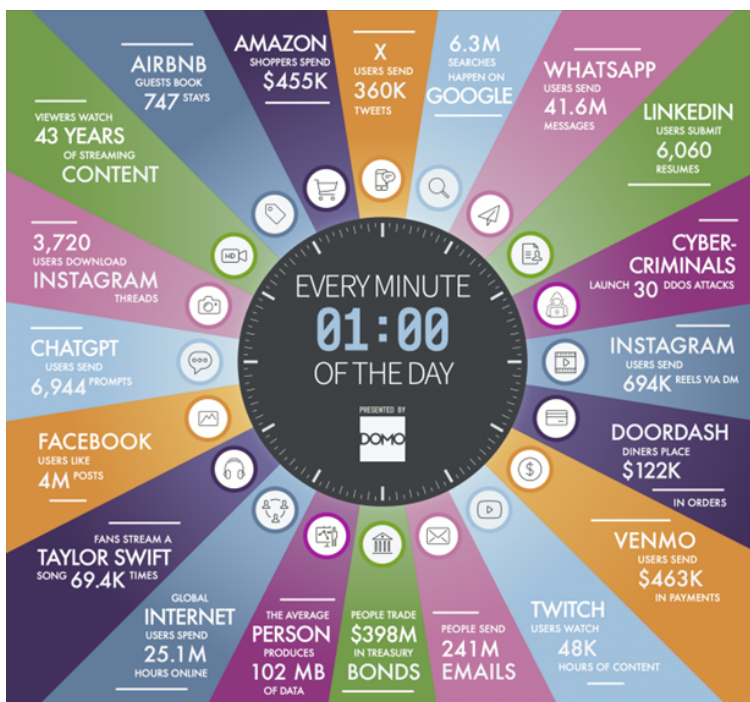 EVERY MINUTE
01:00
OF THE DAY
PRESENTED BY
DOMO
X
USERS SEND
360K
TWEETS
6.3M
SEARCHES
HAPPEN ON
GOOGLE
WHATSAPP
USERS SEND
41.6M
MESSAGES
LINKEDIN
USERS SUBMIT
6,060
RESUMES
CYBER-
CRIMINALS
LAUNCH 30 DDOS ATTACKS
INSTAGRAM
USERS SEND
694K REELS VIA DM
DOORDASH
DINERS PLACE
$122K
IN ORDERS
VENMO
USERS SEND
$463K
IN PAYMENTS
TWITCH
USERS WATCH
48K
HOURS OF CONTENT
PEOPLE SEND
241M
EMAILS
PEOPLE TRADE
$398M
IN TREASURY
BONDS
THE AVERAGE
PERSON
PRODUCES
102 MB
OF DATA
GLOBAL
INTERNET
USERS SPEND
25.1M
HOURS ONLINE
FANS STREAM A
TAYLOR SWIFT
SONG 69.4K TIMES
FACEBOOK
USERS LIKE
4M POSTS
CHATGPT
USERS SEND
6,944 PROMPTS
3,720
USERS DOWNLOAD
INSTAGRAM
THREADS
VIEWERS WATCH
43 YEARS
OF STREAMING
CONTENT
AIRBNB
GUESTS BOOK
747 STAYS
AMAZON
SHOPPERS SPEND
$455K
HD